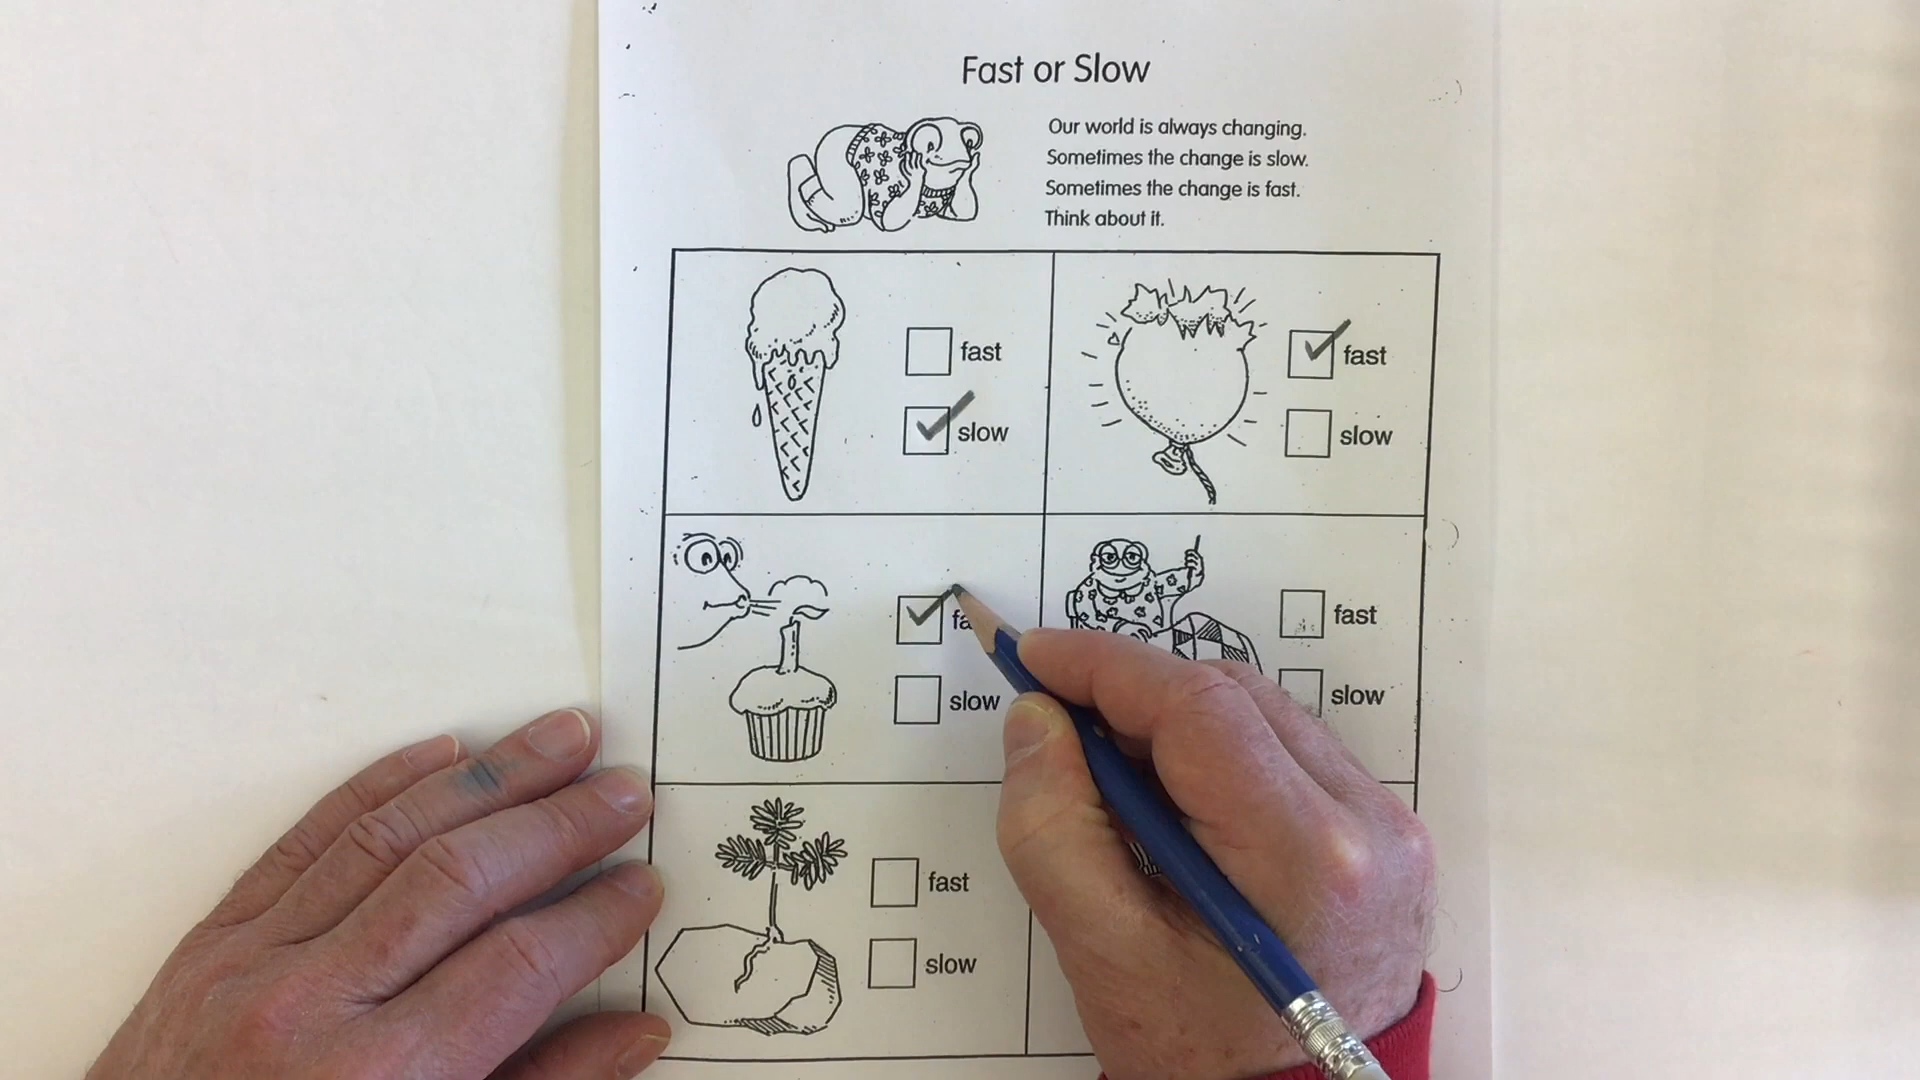 Fast or Slow
Our world is always changing.
Sometimes the change is slow.
Sometimes the change is fast.
Think about it.
fast
slow
fast
slow
slow
fast
slow
fast
slow